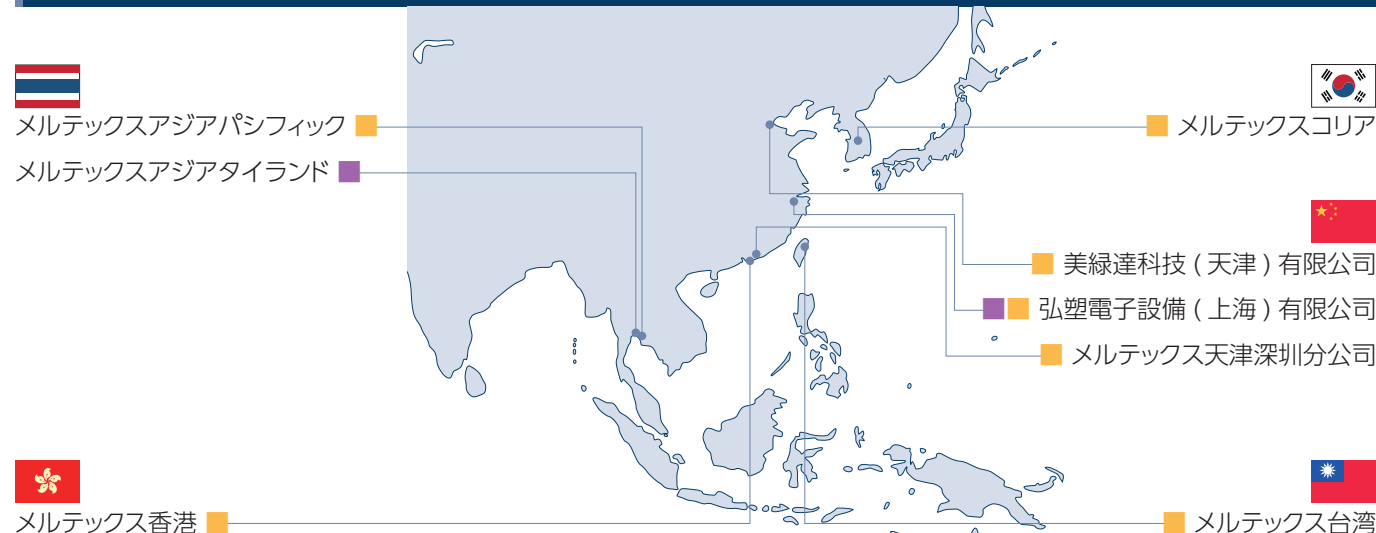 メルテックスアジアパシフィック
メルテックスアジアタイランド
メルテックス香港
メルテックスコリア
美緑達科技 ( 天津 ) 有限公司
弘塑電子設備 ( 上海 ) 有限公司
メルテックス天津深圳分公司
メルテックス台湾